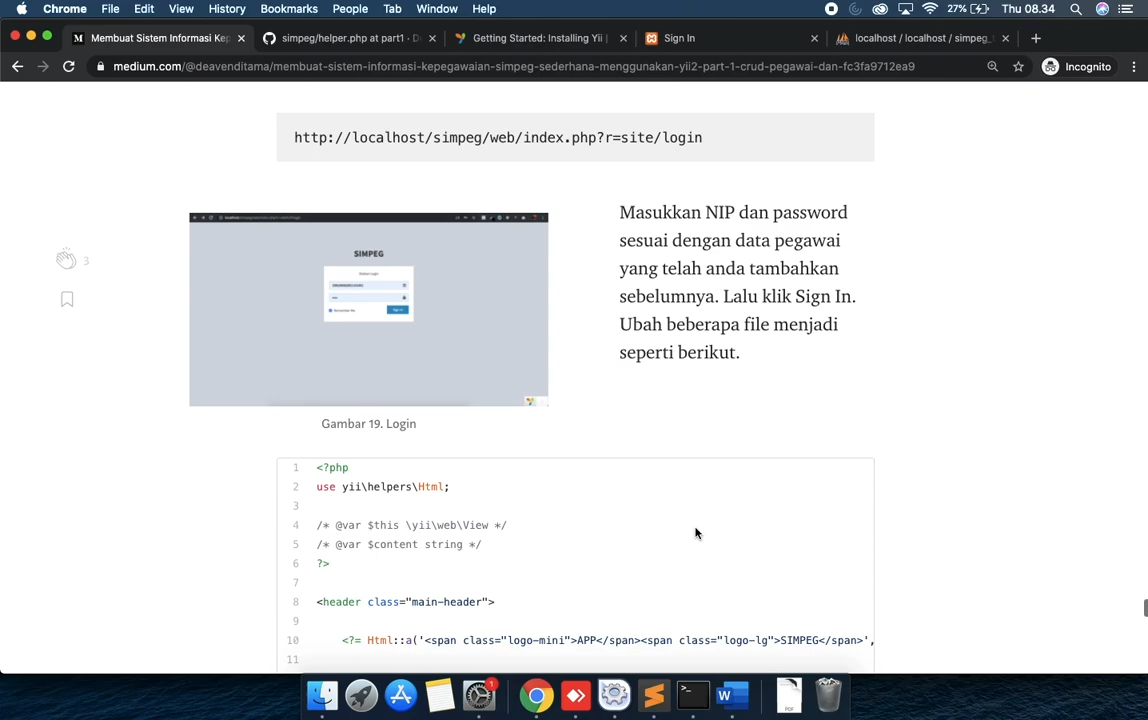 Chrome File Edit View History Bookmarks People Tab Window Help 27% Thu 08.34
Membuat Sistem Informasi Kep simpeg/helper.php at part1 · D Getting Started: Installing Yii | Sign In localhost / localhost / simpeg_
medium.com/@deavenditama/membuat-sistem-informasi-kepegawaian-simpeg-sederhana-menggunakan-yii2-part-1-crud-pegawai-dan-fc3fa9712ea9 Incognito
http://localhost/simpeg/web/index.php?r=site/login
SIMPEG
Sign In
3
Masukkan NIP dan password
sesuai dengan data pegawai
yang telah anda tambahkan
sebelumnya. Lalu klik Sign In.
Ubah beberapa file menjadi
seperti berikut.
Gambar 19. Login
1 <?php
2 use yii\helpers\Html;
3
4 /* @var $this \yii\web\View */
5 /* @var $content string */
6 ?>
7
8 <header class="main-header">
9
10 <?= Html::a('<span class="logo-mini">APP</span><span class="logo-lg">SIMPEG</span>',
11
1